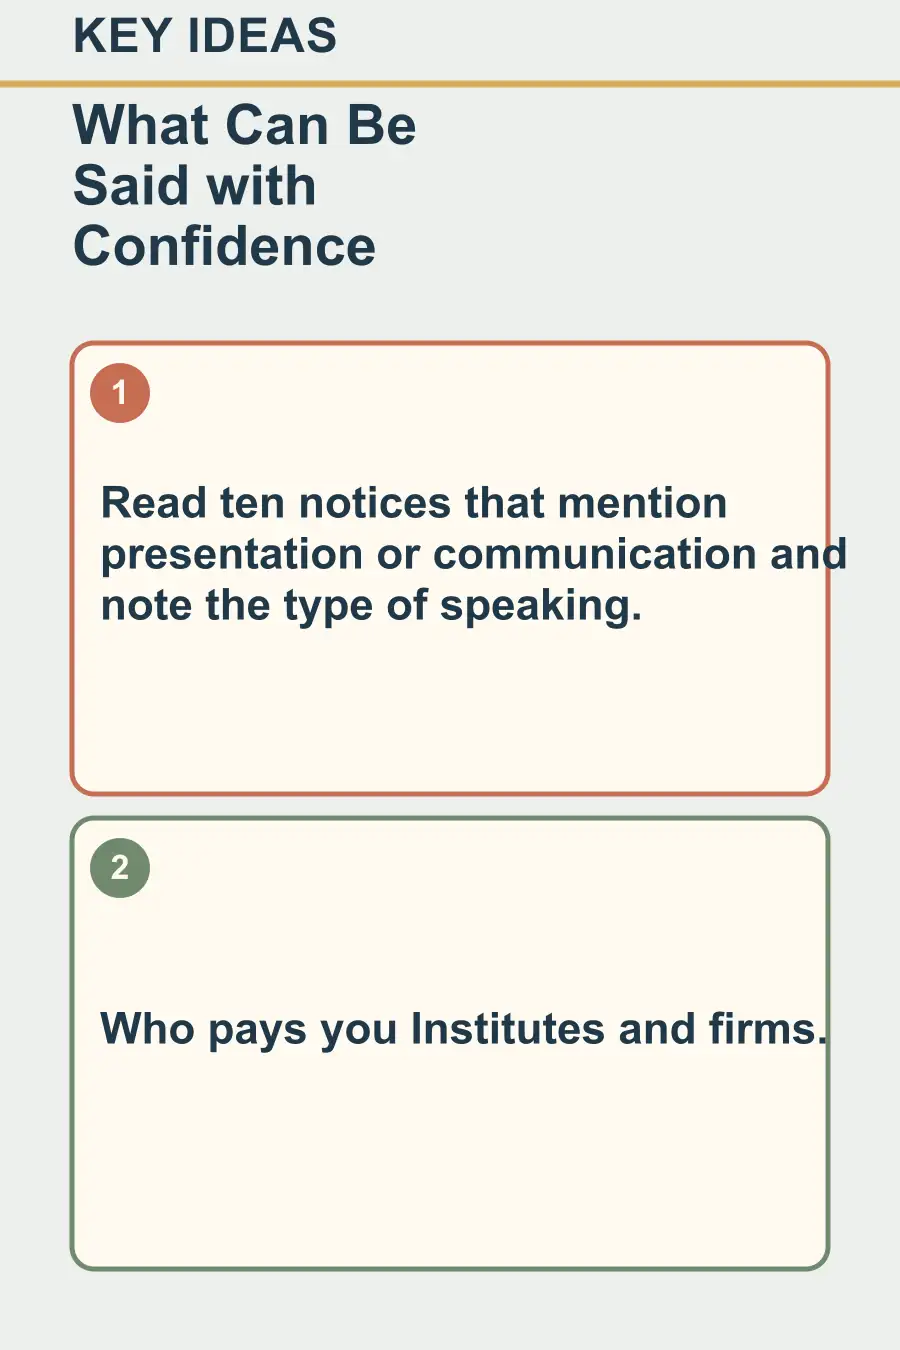 KEY IDEAS
What Can Be
Said with
Confidence
1
Read ten notices that mention
presentation or communication and
note the type of speaking.
2
Who pays you Institutes and firms.